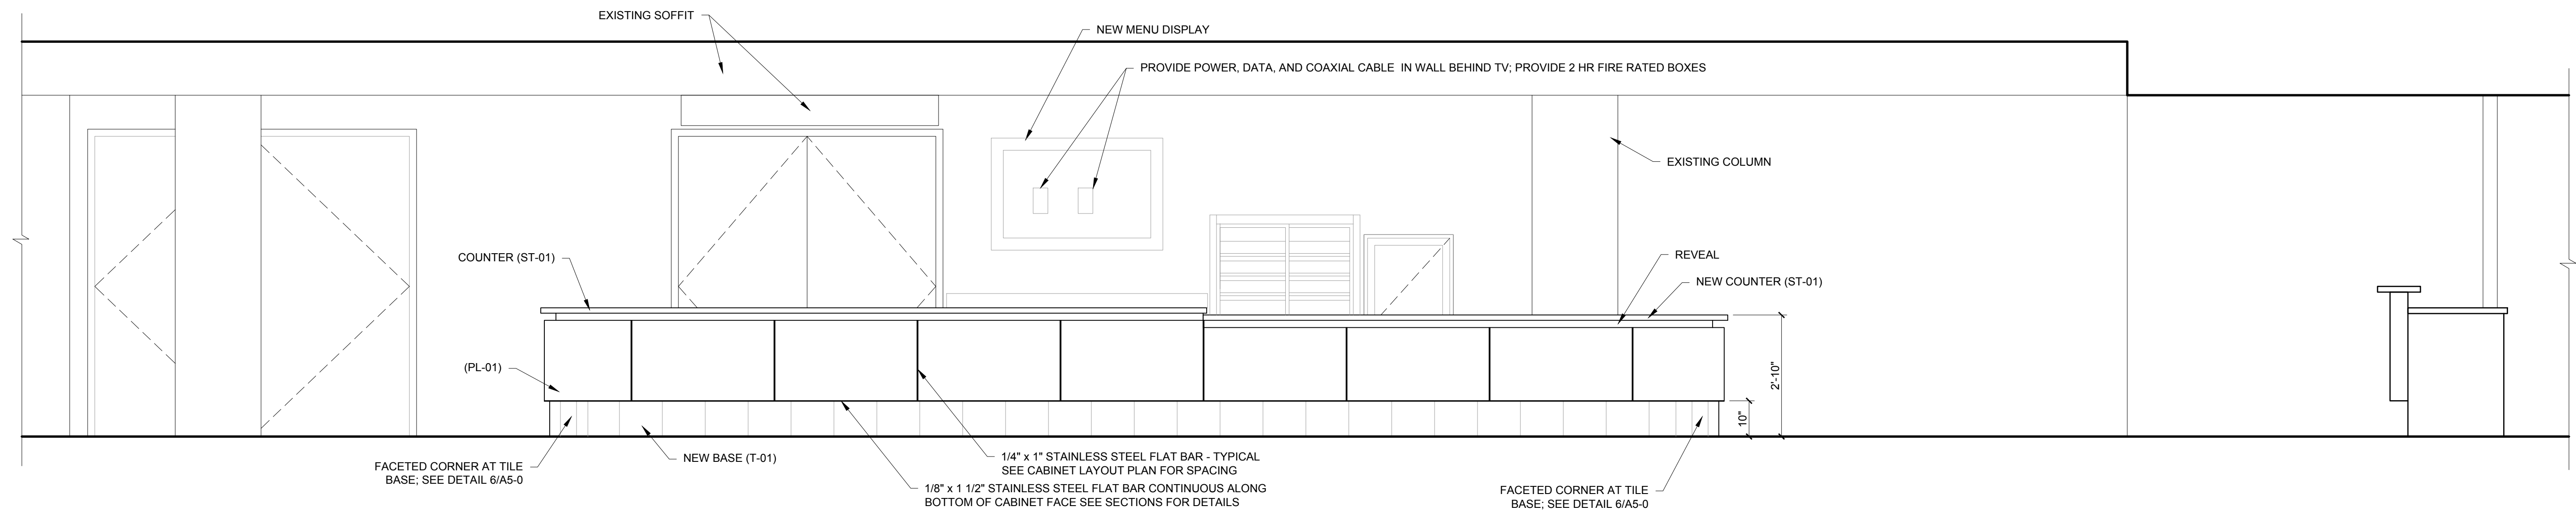 EXISTING SOFFIT
NEW MENU DISPLAY
PROVIDE POWER, DATA, AND COAXIAL CABLE IN WALL BEHIND TV; PROVIDE 2 HR FIRE RATED BOXES
EXISTING COLUMN
COUNTER (ST-01)
REVEAL
NEW COUNTER (ST-01)
(PL-01)
2'-10"
10"
FACETED CORNER AT TILE
BASE; SEE DETAIL 6/A5-0
NEW BASE (T-01)
1/4" x 1" STAINLESS STEEL FLAT BAR - TYPICAL
SEE CABINET LAYOUT PLAN FOR SPACING
1/8" x 1 1/2" STAINLESS STEEL FLAT BAR CONTINUOUS ALONG
BOTTOM OF CABINET FACE SEE SECTIONS FOR DETAILS
FACETED CORNER AT TILE
BASE; SEE DETAIL 6/A5-0